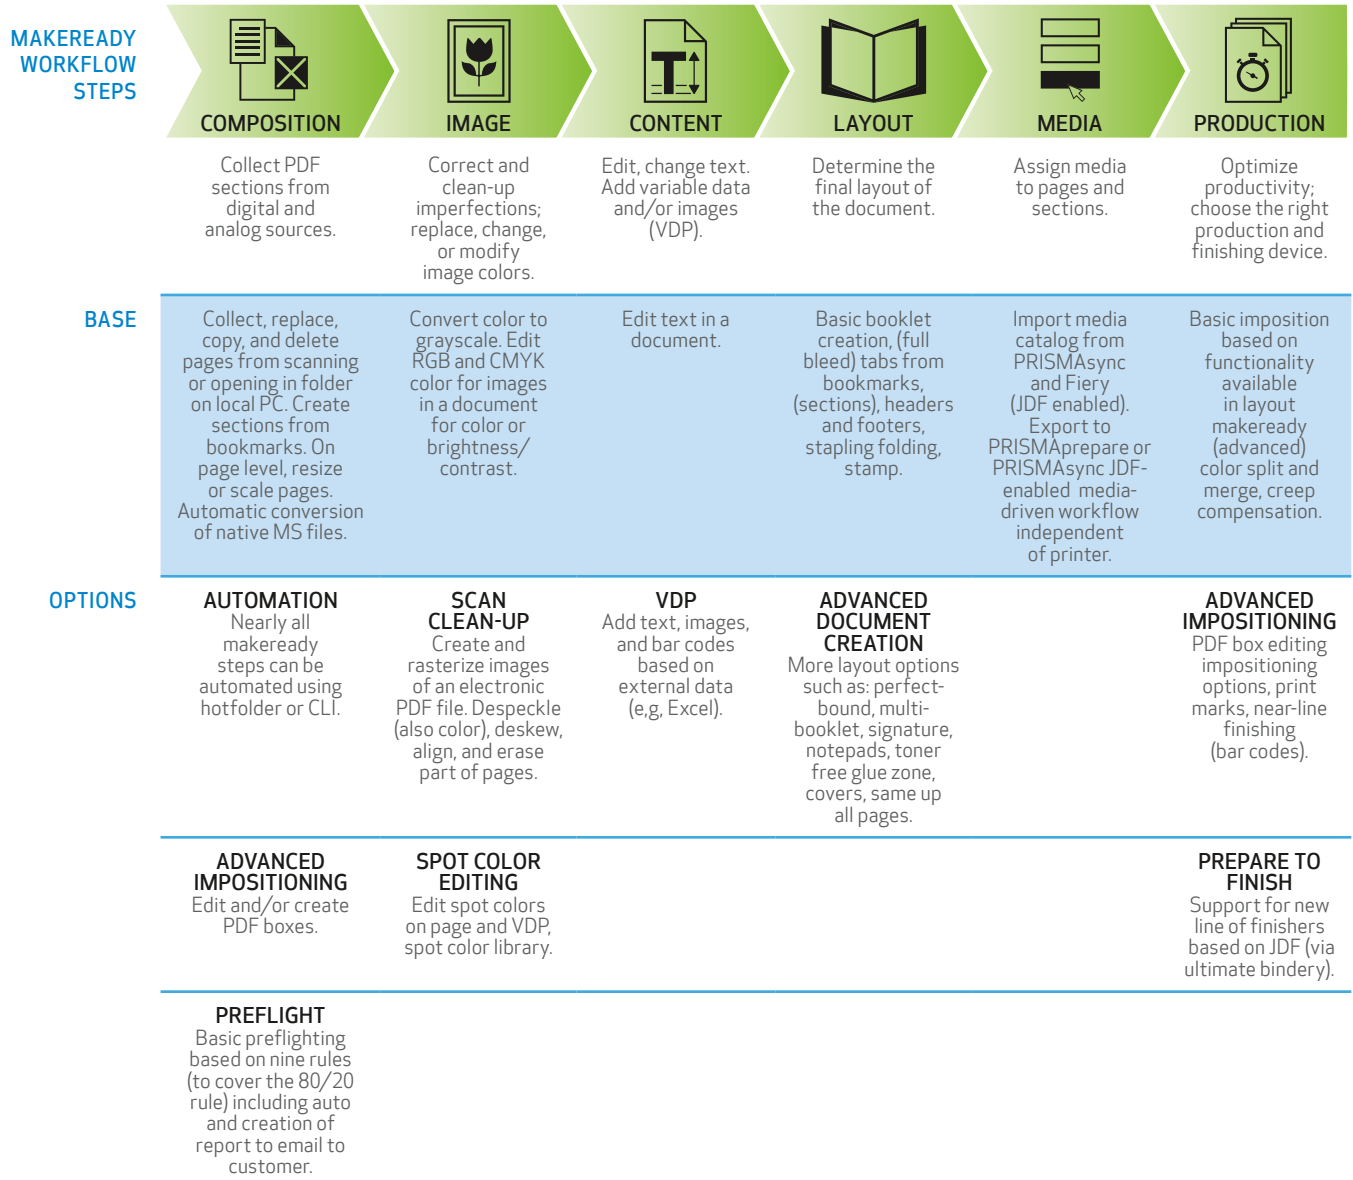 MAKEREADY
WORKFLOW
STEPS
COMPOSITION
IMAGE
CONTENT
LAYOUT
MEDIA
PRODUCTION
Collect PDF
sections from
digital and
analog sources.
Correct and
clean-up
imperfections;
replace, change,
or modify
image colors.
Edit, change text.
Add variable data
and/or images
(VDP).
Determine the
final layout of
the document.
Assign media
to pages and
sections.
Optimize
productivity;
choose the right
production and
finishing device.
BASE
Collect, replace,
copy, and delete
pages from scanning
or opening in folder
on local PC. Create
sections from
bookmarks. On
page level, resize
or scale pages.
Automatic conversion
of native MS files.
Convert color to
grayscale. Edit
RGB and CMYK
color for images
in a document
for color or
brightness/
contrast.
Edit text in a
document.
Basic booklet
creation, (full
bleed) tabs from
bookmarks,
(sections), headers
and footers,
stapling folding,
stamp.
Import media
catalog from
PRISMAsync
and Fiery
(JDF enabled).
Export to
PRISMAprepare or
PRISMAsync JDF-
enabled media-
driven workflow
independent
of printer.
Basic imposition
based on
functionality
available
in layout
makeready
(advanced)
color split and
merge, creep
compensation.
OPTIONS
AUTOMATION
Nearly all
makeready
steps can be
automated using
hotfolder or CLI.
SCAN
CLEAN-UP
Create and
rasterize images
of an electronic
PDF file. Despeckle
(also color), deskew,
align, and erase
part of pages.
VDP
Add text, images,
and bar codes
based on
external data
(e,g, Excel).
ADVANCED
DOCUMENT
CREATION
More layout options
such as: perfect-
bound, multi-
booklet, signature,
notepads, toner
free glue zone,
covers, same up
all pages.
ADVANCED
IMPOSITIONING
PDF box editing
impositioning
options, print
marks, near-line
finishing
(bar codes).
ADVANCED
IMPOSITIONING
Edit and/or create
PDF boxes.
SPOT COLOR
EDITING
Edit spot colors
on page and VDP,
spot color library.
PREPARE TO
FINISH
Support for new
line of finishers
based on JDF (via
ultimate bindery).
PREFLIGHT
Basic preflighting
based on nine rules
(to cover the 80/20
rule) including auto
and creation of
report to email to
customer.